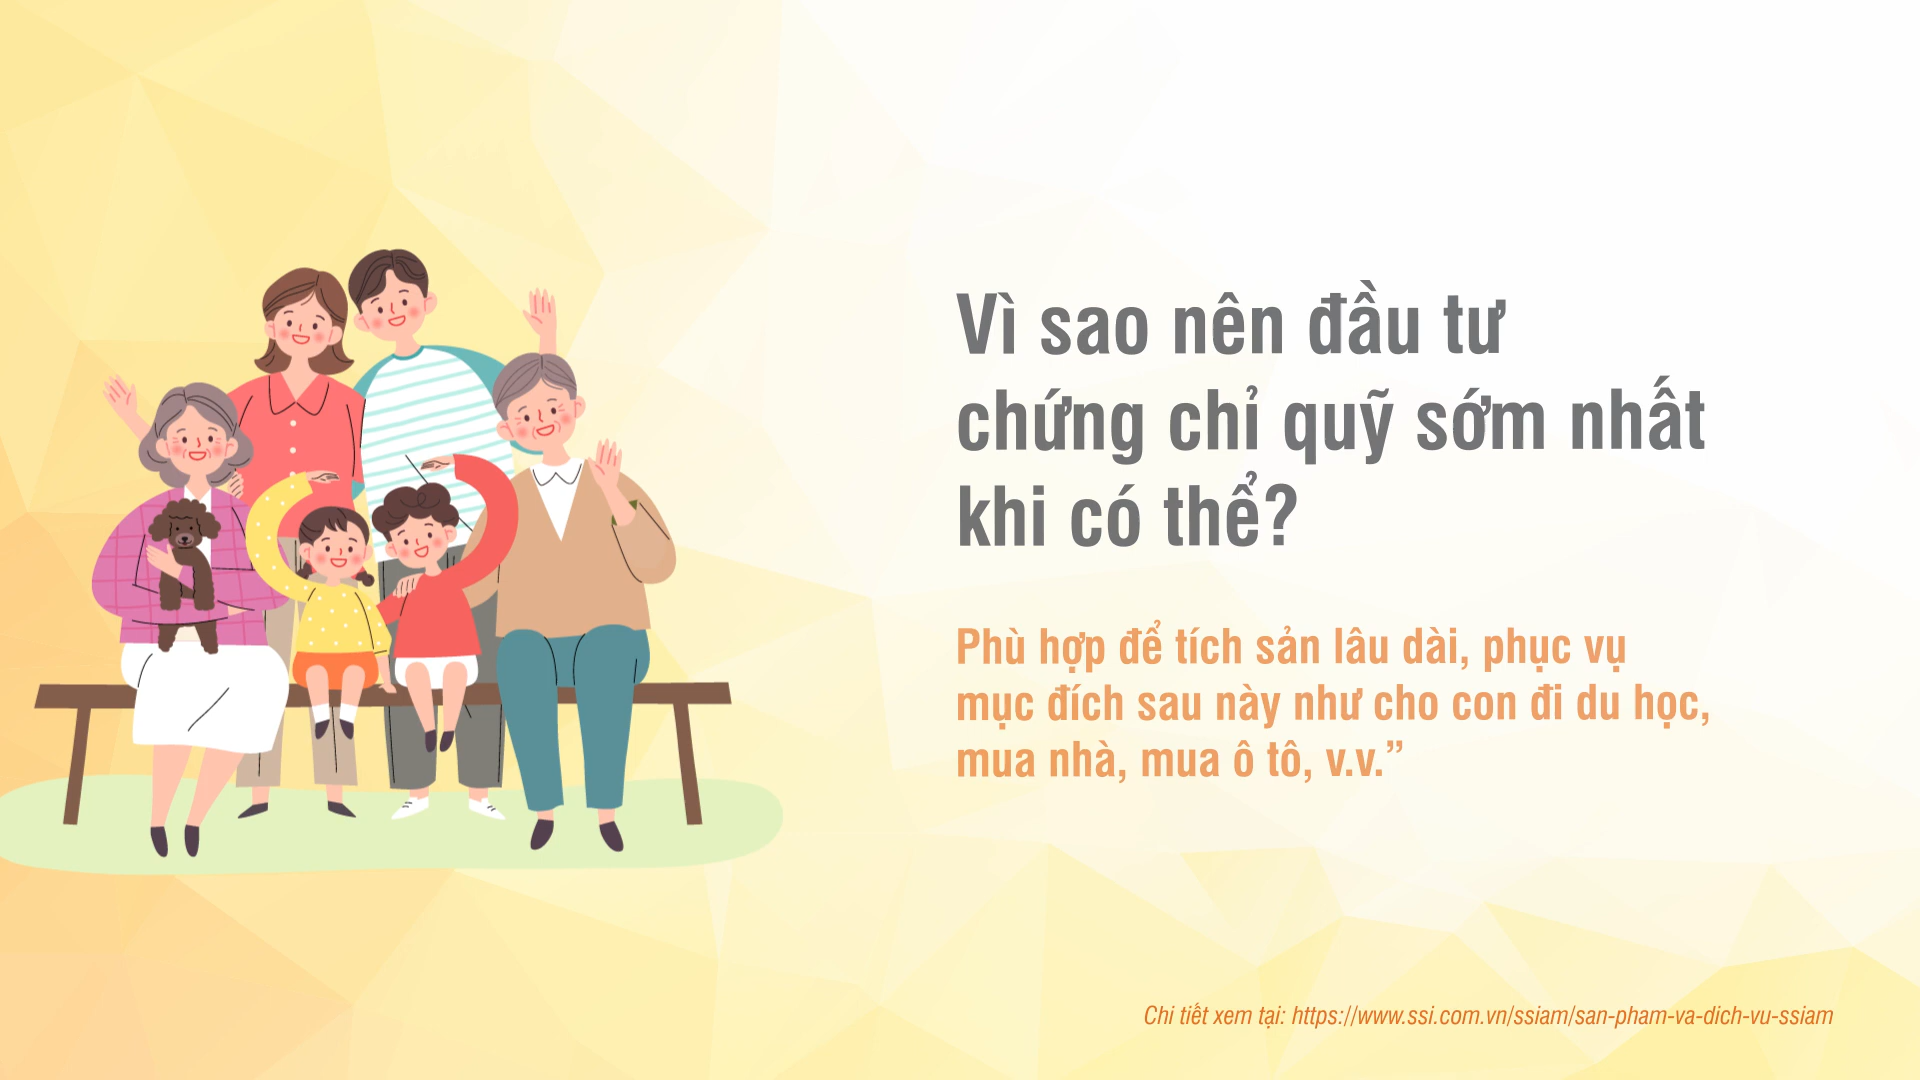 Vì sao nên đầu tư
chứng chỉ quỹ sớm nhất
khi có thể?
Phù hợp để tích sản lâu dài, phục vụ
mục đích sau này như cho con đi du học,
mua nhà, mua ô tô, v.v.”
Chi tiết xem tại: https://www.ssi.com.vn/ssiam/san-pham-va-dich-vu-ssiam